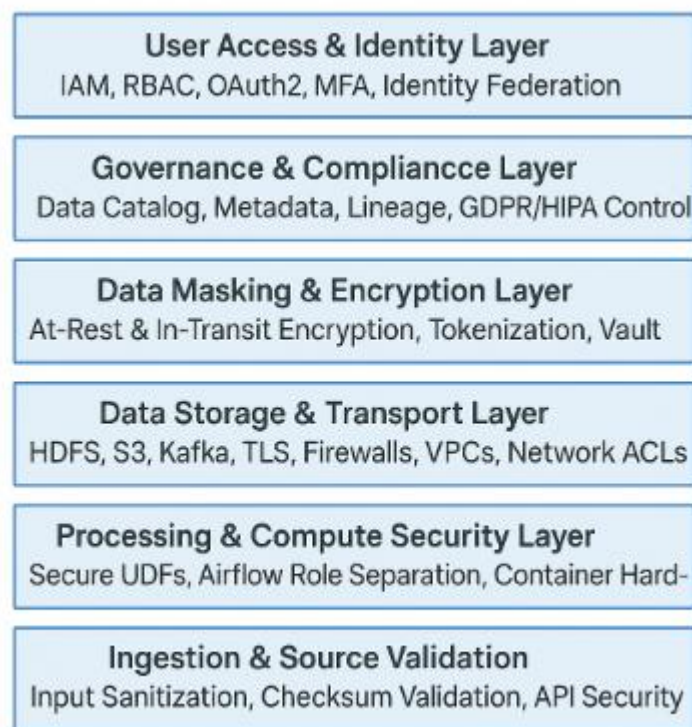 User Access & Identity Layer
IAM, RBAC, OAuth2, MFA, Identity Federation
Governance & Compliancce Layer
Data Catalog, Metadata, Lineage, GDPR/HIPA Control
Data Masking & Encryption Layer
At-Rest & In-Transit Encryption, Tokenization, Vault
Data Storage & Transport Layer
HDFS, S3, Kafka, TLS, Firewalls, VPCs, Network ACLs
Processing & Compute Security Layer
Secure UDFs, Airflow Role Separation, Container Hard-
Ingestion & Source Validation
Input Sanitization, Checksum Validation, API Security